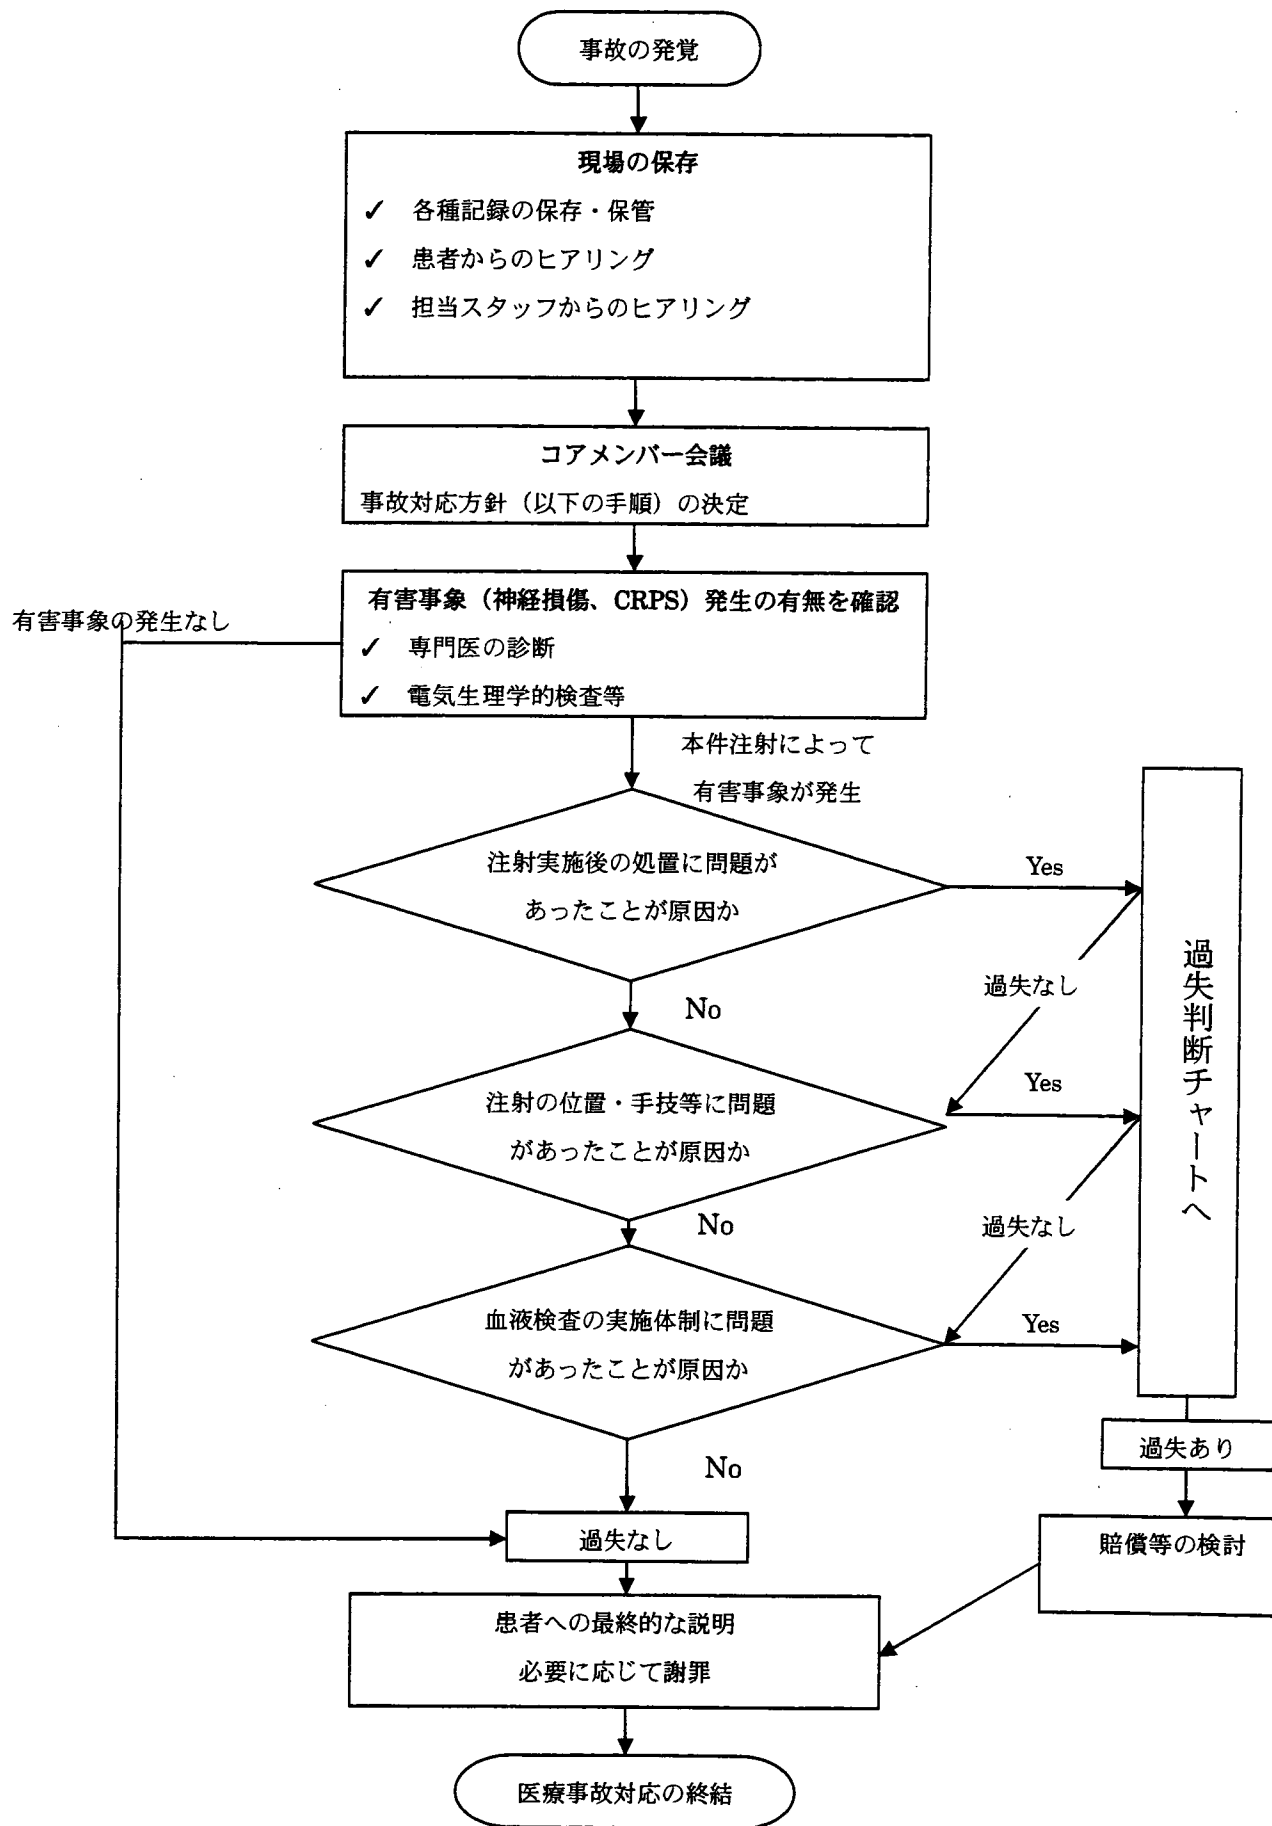 事故の発覚
現場の保存
✓ 各種記録の保存・保管
✓ 患者からのヒアリング
✓ 担当スタッフからのヒアリング
コアメンバー会議
事故対応方針（以下の手順）の決定
有害事象（神経損傷、CRPS）発生の有無を確認
✓ 専門医の診断
✓ 電気生理学的検査等
有害事象の発生なし
本件注射によって
有害事象が発生
注射実施後の処置に問題が
あったことが原因か
Yes
過失なし
No
注射の位置・手技等に問題
があったことが原因か
Yes
過失なし
No
血液検査の実施体制に問題
があったことが原因か
Yes
No
過失判断チャートへ
過失あり
賠償等の検討
過失なし
患者への最終的な説明
必要に応じて謝罪
医療事故対応の終結